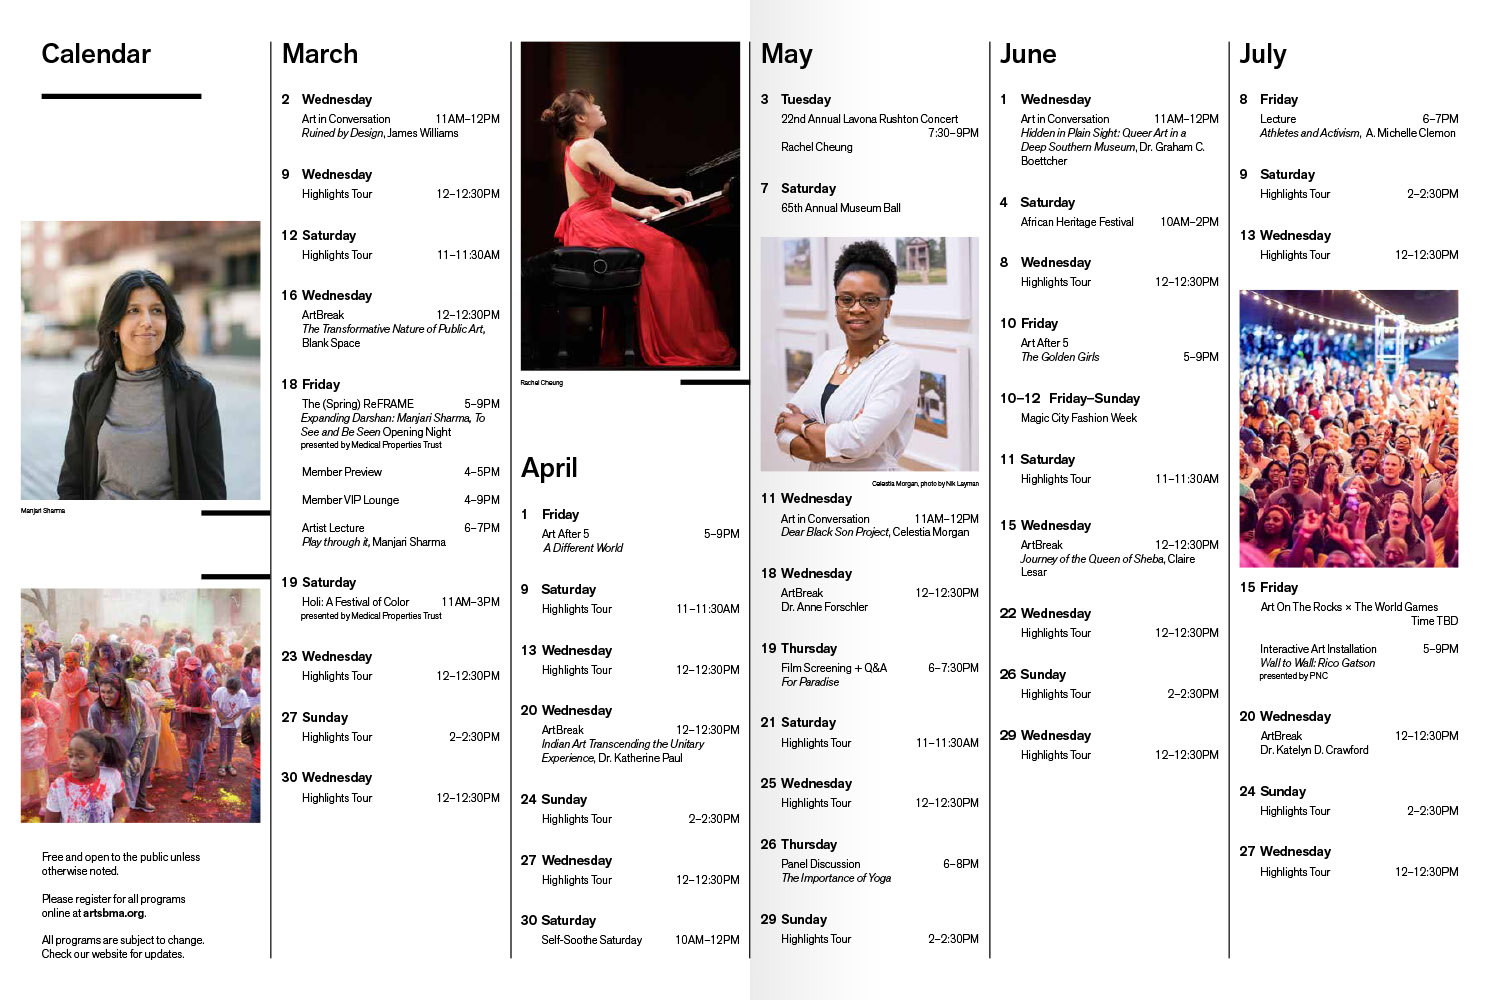 Calendar
Manjari Sharma
Free and open to the public unless
otherwise noted.
Please register for all programs
online at artsbma.org.
All programs are subject to change.
Check our website for updates.
March
2 Wednesday
Art in Conversation 11AM–12PM
Ruined by Design, James Williams
9 Wednesday
Highlights Tour 12–12:30PM
12 Saturday
Highlights Tour 11–11:30AM
16 Wednesday
ArtBreak 12–12:30PM
The Transformative Nature of Public Art,
Blank Space
18 Friday
The (Spring) ReFRAME 5–9PM
Expanding Darshan: Manjari Sharma, To
See and Be Seen Opening Night
presented by Medical Properties Trust
Member Preview 4–5PM
Member VIP Lounge 4–9PM
Artist Lecture 6–7PM
Play through it, Manjari Sharma
19 Saturday
Holi: A Festival of Color 11AM–3PM
presented by Medical Properties Trust
23 Wednesday
Highlights Tour 12–12:30PM
27 Sunday
Highlights Tour 2–2:30PM
30 Wednesday
Highlights Tour 12–12:30PM
Rachel Cheung
April
1 Friday
Art After 5 5–9PM
A Different World
9 Saturday
Highlights Tour 11–11:30AM
13 Wednesday
Highlights Tour 12–12:30PM
20 Wednesday
ArtBreak 12–12:30PM
Indian Art Transcending the Unitary
Experience, Dr. Katherine Paul
24 Sunday
Highlights Tour 2–2:30PM
27 Wednesday
Highlights Tour 12–12:30PM
30 Saturday
Self-Soothe Saturday 10AM–12PM
May
3 Tuesday
22nd Annual Lavona Rushton Concert
7:30–9PM
Rachel Cheung
7 Saturday
65th Annual Museum Ball
Celestia Morgan, photo by Nik Layman
11 Wednesday
Art in Conversation 11AM–12PM
Dear Black Son Project, Celestia Morgan
18 Wednesday
ArtBreak 12–12:30PM
Dr. Anne Forschler
19 Thursday
Film Screening + Q&A 6–7:30PM
For Paradise
21 Saturday
Highlights Tour 11–11:30AM
25 Wednesday
Highlights Tour 12–12:30PM
26 Thursday
Panel Discussion 6–8PM
The Importance of Yoga
29 Sunday
Highlights Tour 2–2:30PM
June
1 Wednesday
Art in Conversation 11AM–12PM
Hidden in Plain Sight: Queer Art in a
Deep Southern Museum, Dr. Graham C.
Boettcher
4 Saturday
African Heritage Festival 10AM–2PM
8 Wednesday
Highlights Tour 12–12:30PM
10 Friday
Art After 5
The Golden Girls 5–9PM
10–12 Friday–Sunday
Magic City Fashion Week
11 Saturday
Highlights Tour 11–11:30AM
15 Wednesday
ArtBreak 12–12:30PM
Journey of the Queen of Sheba, Claire
Lesar
22 Wednesday
Highlights Tour 12–12:30PM
26 Sunday
Highlights Tour 2–2:30PM
29 Wednesday
Highlights Tour 12–12:30PM
July
8 Friday
Lecture 6–7PM
Athletes and Activism, A. Michelle Clemon
9 Saturday
Highlights Tour 2–2:30PM
13 Wednesday
Highlights Tour 12–12:30PM
15 Friday
Art On The Rocks × The World Games
Time TBD
Interactive Art Installation 5–9PM
Wall to Wall: Rico Gatson
presented by PNC
20 Wednesday
ArtBreak 12–12:30PM
Dr. Katelyn D. Crawford
24 Sunday
Highlights Tour 2–2:30PM
27 Wednesday
Highlights Tour 12–12:30PM